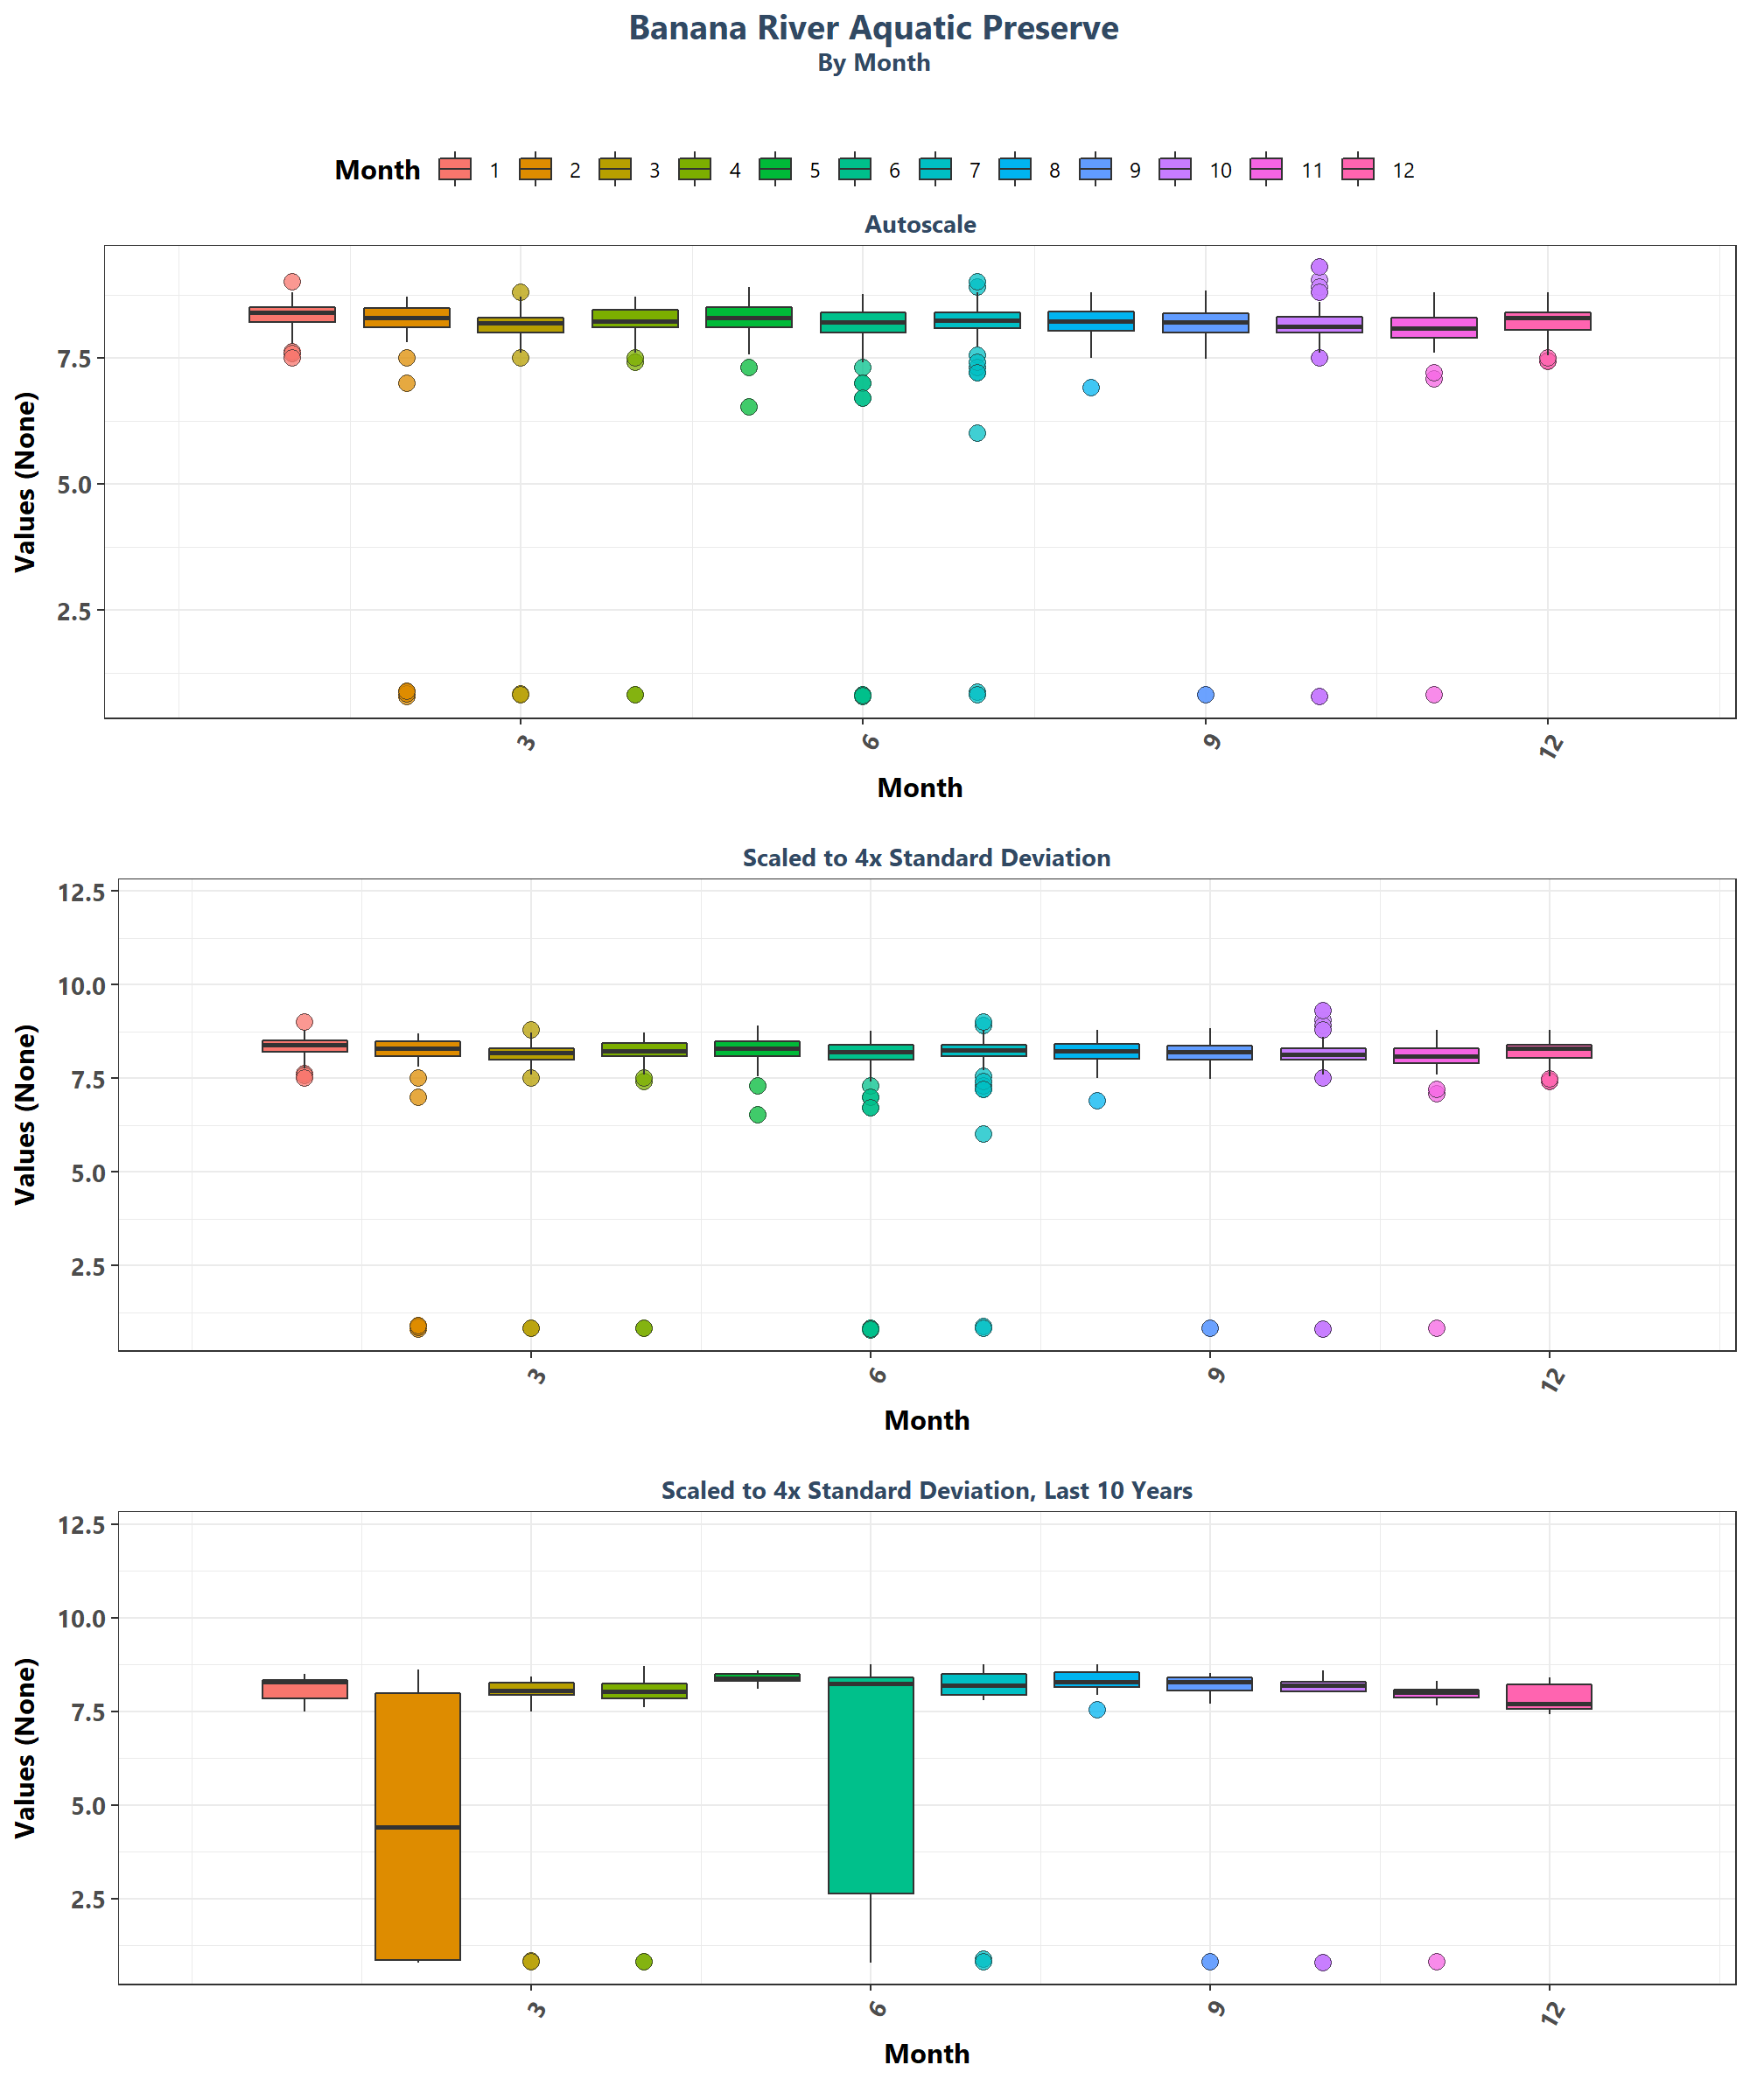 Banana River Aquatic Preserve
By Month
Month 1 2 3 4 5 6 7 8 9 10 11 12
Autoscale
Values (None)
7.5
5.0
2.5
3 6 9 12
Month
Scaled to 4x Standard Deviation
Values (None)
12.5
10.0
7.5
5.0
2.5
3 6 9 12
Month
Scaled to 4x Standard Deviation, Last 10 Years
Values (None)
12.5
10.0
7.5
5.0
2.5
3 6 9 12
Month